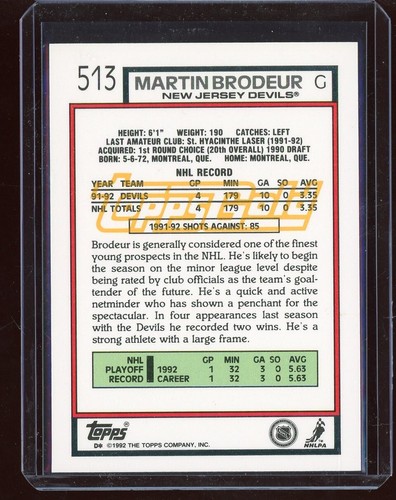 513 MARTIN BRODEUR G
NEW JERSEY DEVILS®
HEIGHT: 6'1" WEIGHT: 190 CATCHES: LEFT
LAST AMATEUR CLUB: St. HYACINTHE LASER (1991-92)
ACQUIRED: 1st ROUND CHOICE (20th OVERALL) 1990 DRAFT
BORN: 5-6-72, MONTREAL, QUE. HOME: MONTREAL, QUE.
NHL RECORD
YEAR TEAM GP MIN GA SO AVG
91-92 DEVILS 4 179 10 0 3.35
NHL TOTALS 4 179 10 0 3.35
ToppsGold
1991-92 SHOTS AGAINST: 85
Brodeur is generally considered one of the finest
young prospects in the NHL. He's likely to begin
the season on the minor league level despite
being rated by club officials as the team's goal-
tender of the future. He's a quick and active
netminder who has shown a penchant for the
spectacular. In four appearances last season
with the Devils he recorded two wins. He's a
strong athlete with a large frame.
NHL GP MIN GA SO AVG
PLAYOFF 1992 1 32 3 0 5.63
RECORD CAREER 1 32 3 0 5.63
Topps
D* ©1992 THE TOPPS COMPANY, INC.
NHL
NHLPA